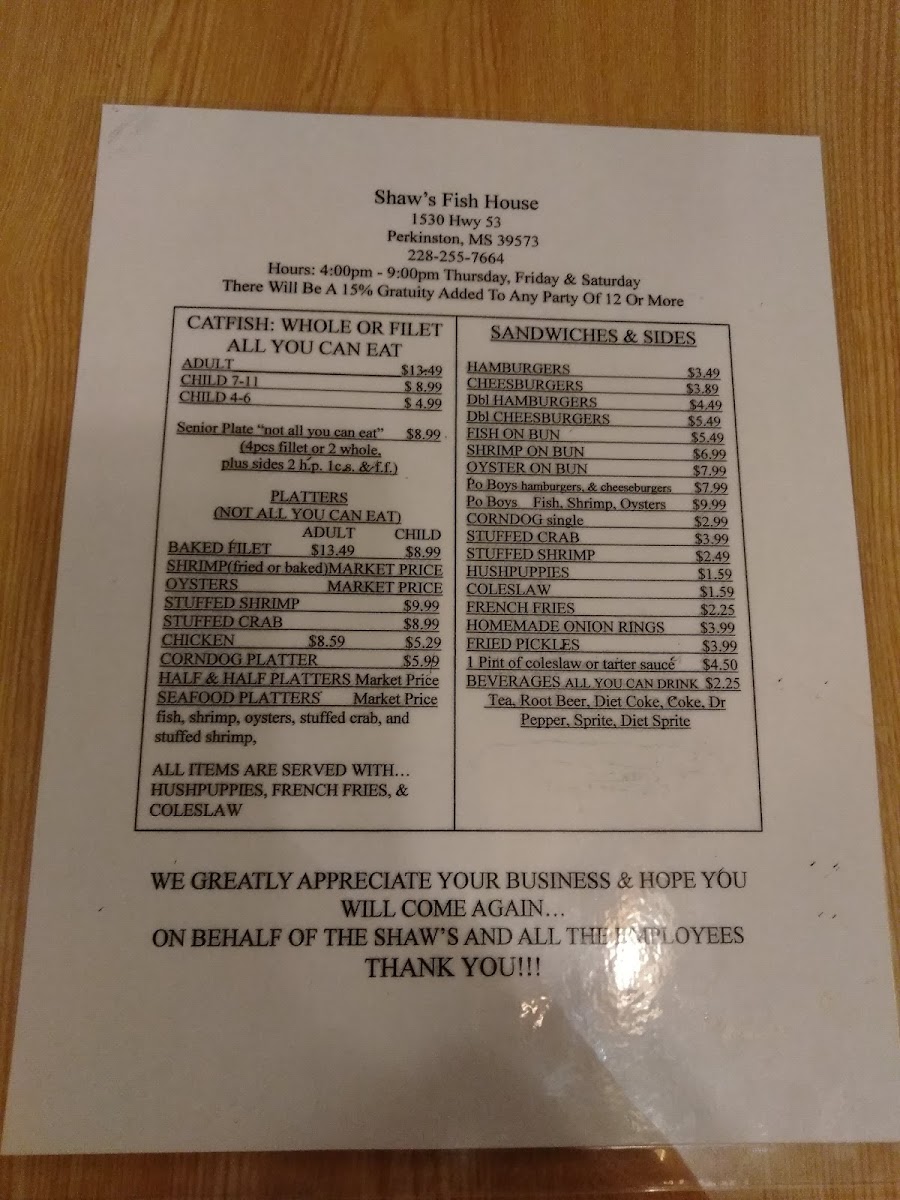 Shaw's Fish House
1530 Hwy 53
Perkinston, MS 39573
228-255-7664
Hours: 4:00pm - 9:00pm Thursday, Friday & Saturday
There Will Be A 15% Gratuity Added To Any Party Of 12 Or More
CATFISH: WHOLE OR FILET
ALL YOU CAN EAT
ADULT $13.49
CHILD 7-11 $ 8.99
CHILD 4-6 $ 4.99
Senior Plate "not all you can eat" $8.99
(4pcs fillet or 2 whole,
plus sides 2 h.p. 1c.s. & f.f.)
PLATTERS
(NOT ALL YOU CAN EAT)
ADULT CHILD
BAKED FILET $13.49 $8.99
SHRIMP(fried or baked)MARKET PRICE
OYSTERS MARKET PRICE
STUFFED SHRIMP $9.99
STUFFED CRAB $8.99
CHICKEN $8.59 $5.29
CORNDOG PLATTER $5.99
HALF & HALF PLATTERS Market Price
SEAFOOD PLATTERS Market Price
fish, shrimp, oysters, stuffed crab, and
stuffed shrimp,
ALL ITEMS ARE SERVED WITH…
HUSHPUPPIES, FRENCH FRIES, &
COLESLAW
SANDWICHES & SIDES
HAMBURGERS $3.49
CHEESBURGERS $3.89
Dbl HAMBURGERS $4.49
Dbl CHEESBURGERS $5.49
FISH ON BUN $5.49
SHRIMP ON BUN $6.99
OYSTER ON BUN $7.99
Po Boys hamburgers, & cheeseburgers $7.99
Po Boys Fish, Shrimp, Oysters $9.99
CORNDOG single $2.99
STUFFED CRAB $3.99
STUFFED SHRIMP $2.49
HUSHPUPPIES $1.59
COLESLAW $1.59
FRENCH FRIES $2.25
HOMEMADE ONION RINGS $3.99
FRIED PICKLES $3.99
1 Pint of coleslaw or tarter sauce $4.50
BEVERAGES ALL YOU CAN DRINK $2.25
Tea, Root Beer, Diet Coke, Coke, Dr
Pepper, Sprite, Diet Sprite
WE GREATLY APPRECIATE YOUR BUSINESS & HOPE YOU
WILL COME AGAIN…
ON BEHALF OF THE SHAW'S AND ALL THE EMPLOYEES
THANK YOU!!!